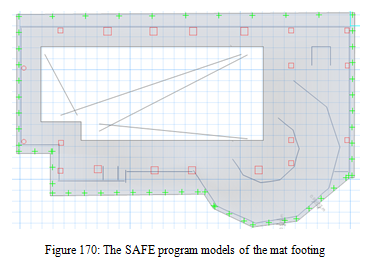 Figure 170: The SAFE program models of the mat footing